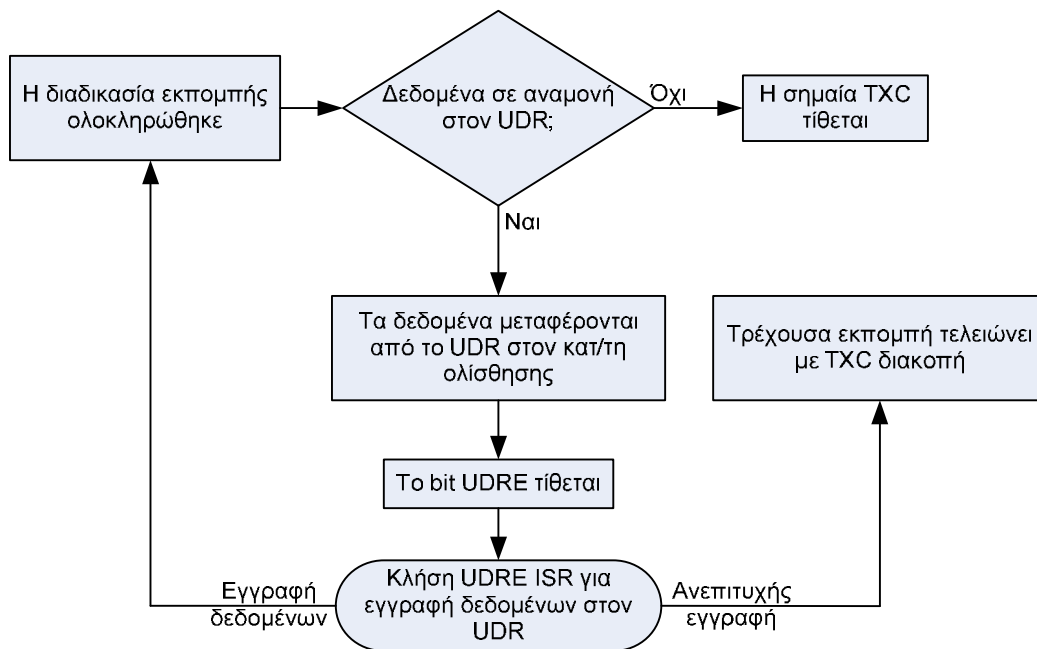 Η διαδικασία εκπομπής
ολοκληρώθηκε
Δεδομένα σε αναμονή
στον UDR;
Όχι
Η σημαία TXC
τίθεται
Ναι
Τα δεδομένα μεταφέρονται
από το UDR στον κατ/τη
ολίσθησης
Τρέχουσα εκπομπή τελειώνει
με TXC διακοπή
Το bit UDRE τίθεται
Εγγραφή
δεδομένων
Κλήση UDRE ISR για
εγγραφή δεδομένων στον
UDR
Ανεπιτυχής
εγγραφή